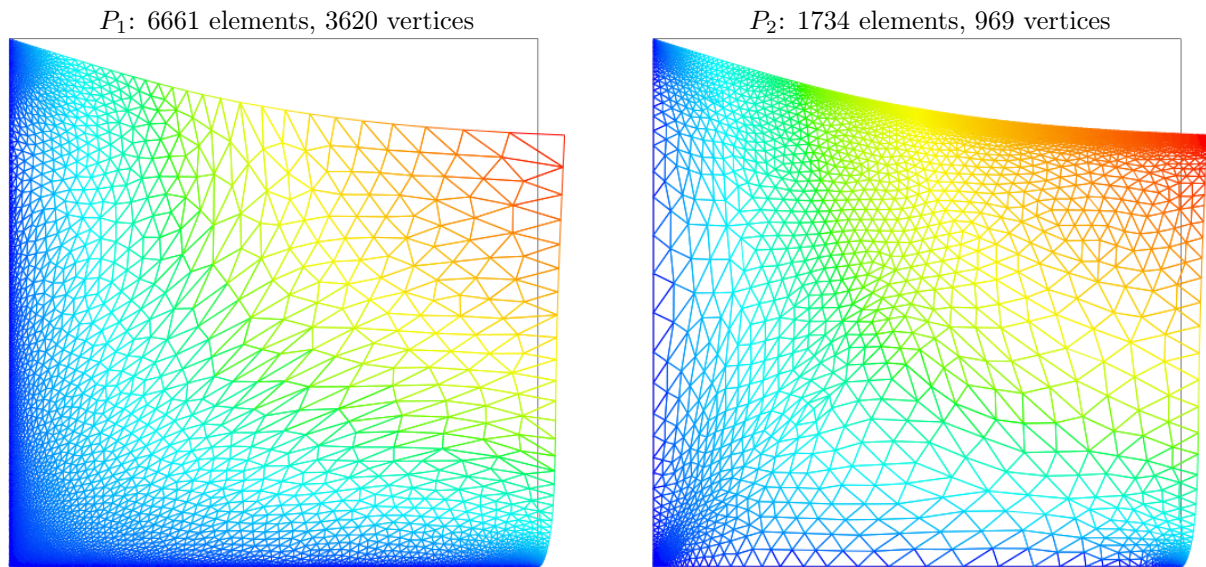 P₁: 6661 elements, 3620 vertices
P₂: 1734 elements, 969 vertices